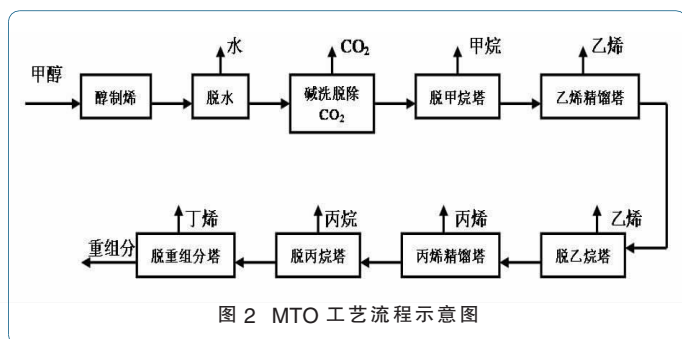 水
CO₂
甲烷
乙烯
甲醇
醇制烯
脱水
碱洗脱除
CO₂
脱甲烷塔
乙烯精馏塔
丁烯
丙烷
丙烯
乙烯
重组分
脱重组分塔
脱丙烷塔
丙烯精馏塔
脱乙烷塔
图 2 MTO 工艺流程示意图